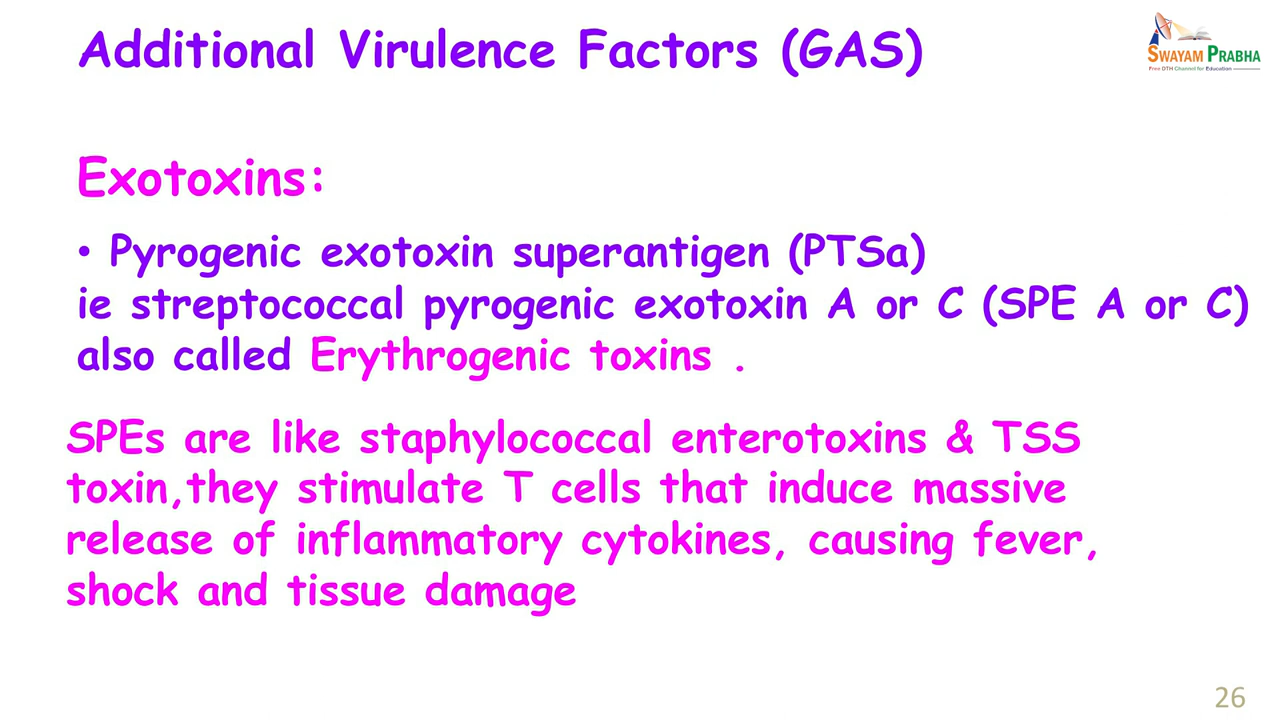 Additional Virulence Factors (GAS)
SWAYAM PRABHA
Free DTH Channel for Education
Exotoxins:
• Pyrogenic exotoxin superantigen (PTSa)
ie streptococcal pyrogenic exotoxin A or C (SPE A or C)
also called Erythrogenic toxins .
SPEs are like staphylococcal enterotoxins & TSS
toxin,they stimulate T cells that induce massive
release of inflammatory cytokines, causing fever,
shock and tissue damage
26